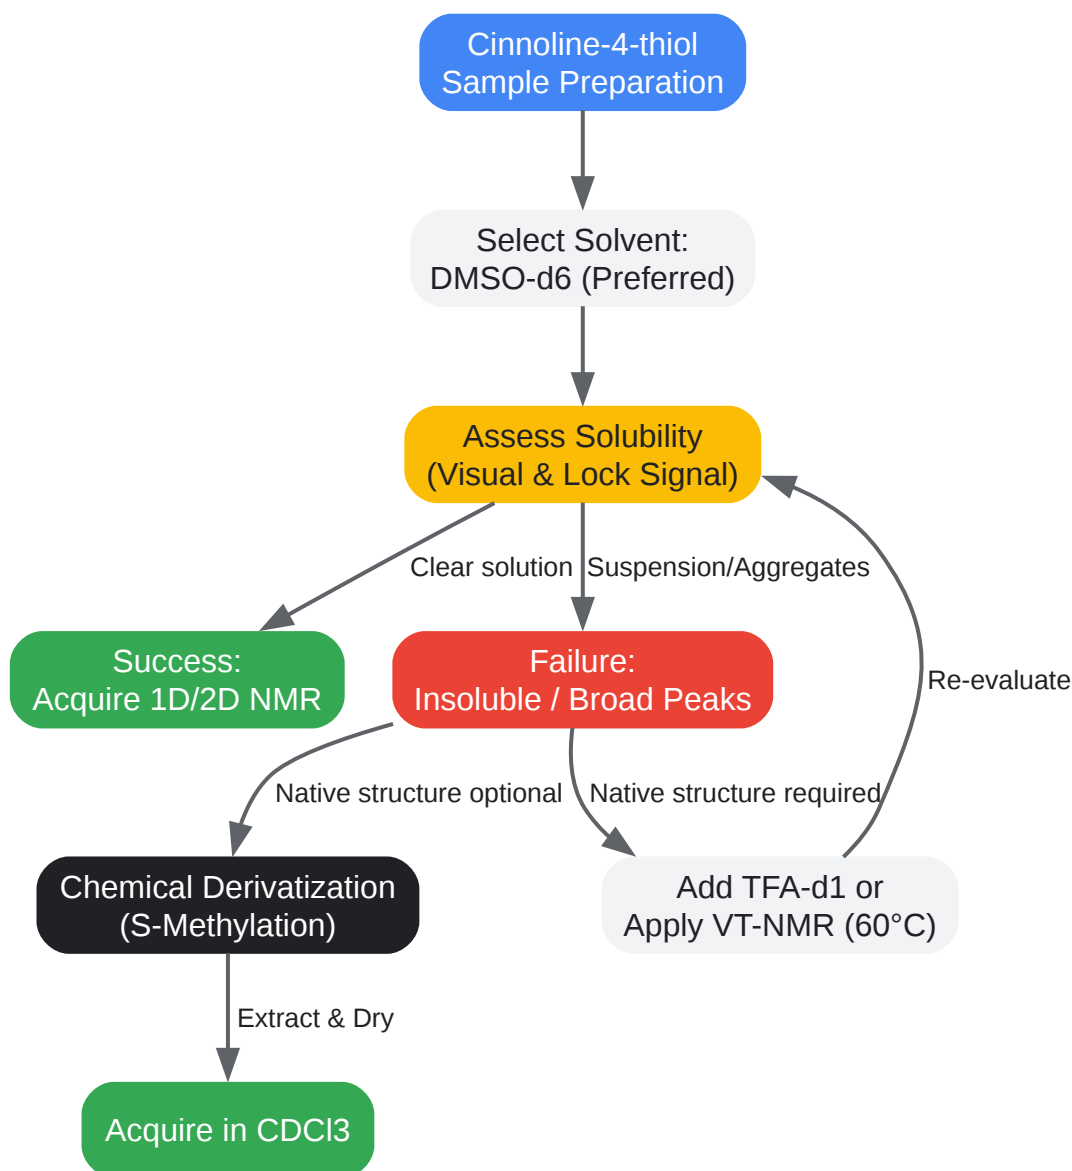 Cinnoline-4-thiol
Sample Preparation
Select Solvent:
DMSO-d6 (Preferred)
Assess Solubility
(Visual & Lock Signal)
Clear solution
Suspension/Aggregates
Success:
Acquire 1D/2D NMR
Failure:
Insoluble / Broad Peaks
Re-evaluate
Native structure optional
Native structure required
Chemical Derivatization
(S-Methylation)
Add TFA-d1 or
Apply VT-NMR (60°C)
Extract & Dry
Acquire in CDCl3